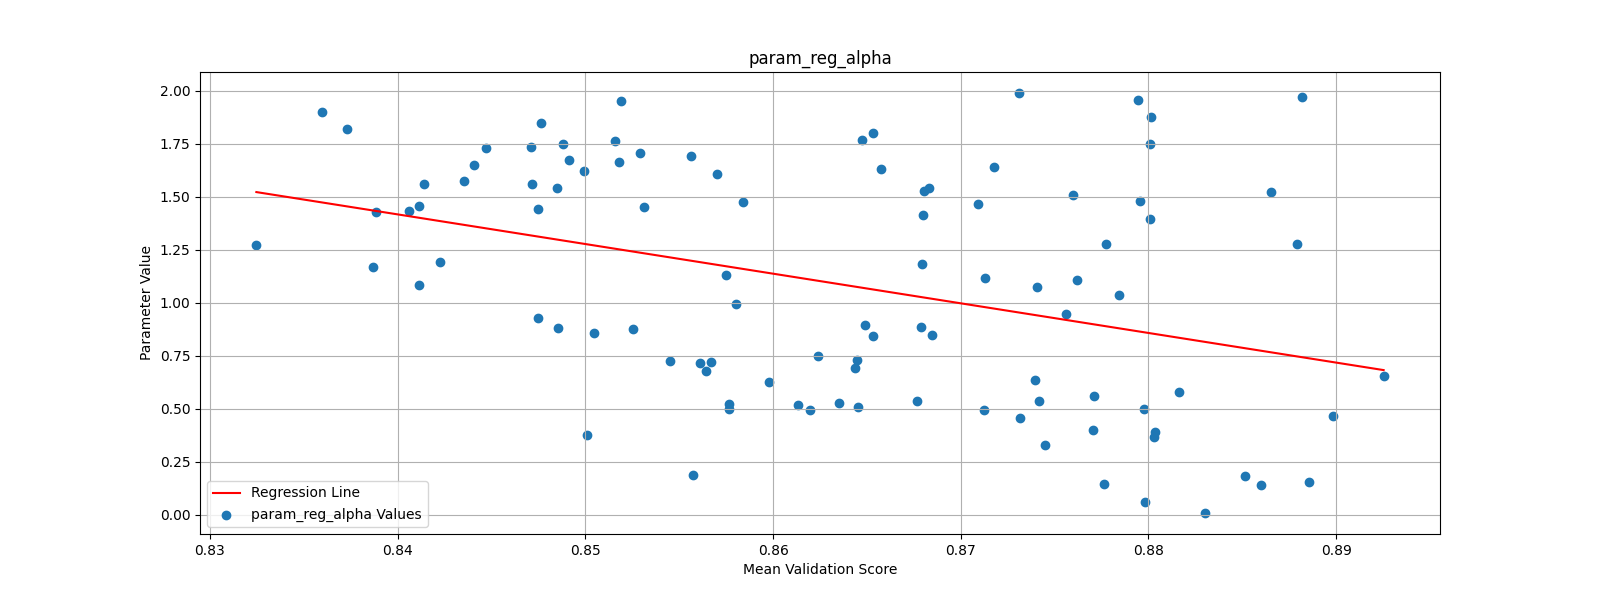 param_reg_alpha
2.00
1.75
1.50
1.25
1.00
0.75
0.50
0.25
0.00
Parameter Value
Regression Line
param_reg_alpha Values
0.83 0.84 0.85 0.86 0.87 0.88 0.89
Mean Validation Score